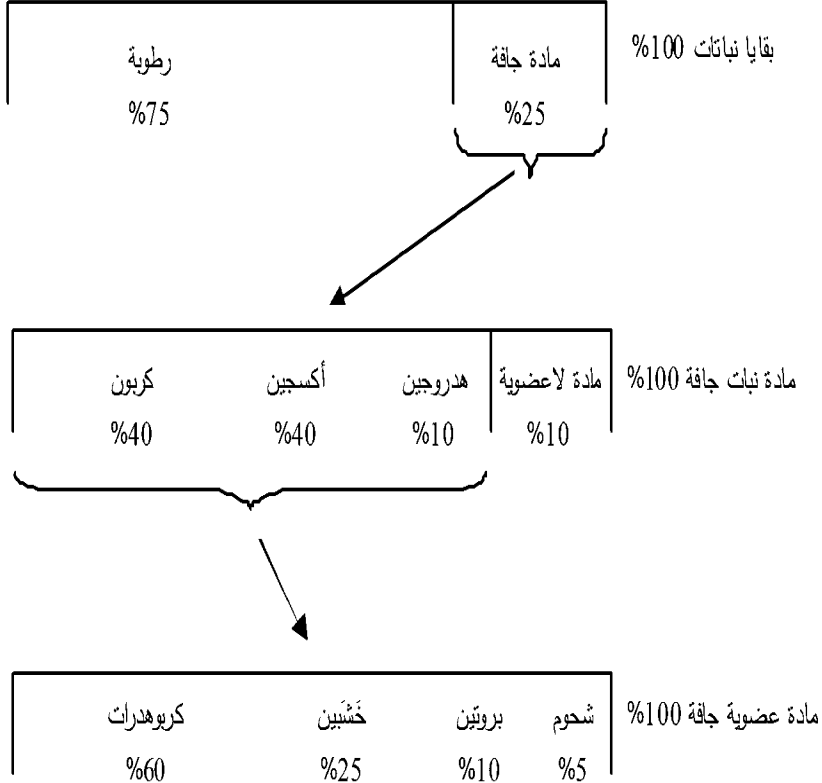 بقايا نباتات 100%
مادة جافة رطوبة
25% 75%
مادة نبات جافة 100% مادة لاعضوية هدروجين أكسجين كربون
10% 10% 40% 40%
مادة عضوية جافة 100% شحوم بروتين خَشَبين كربوهدرات
5% 10% 25% 60%